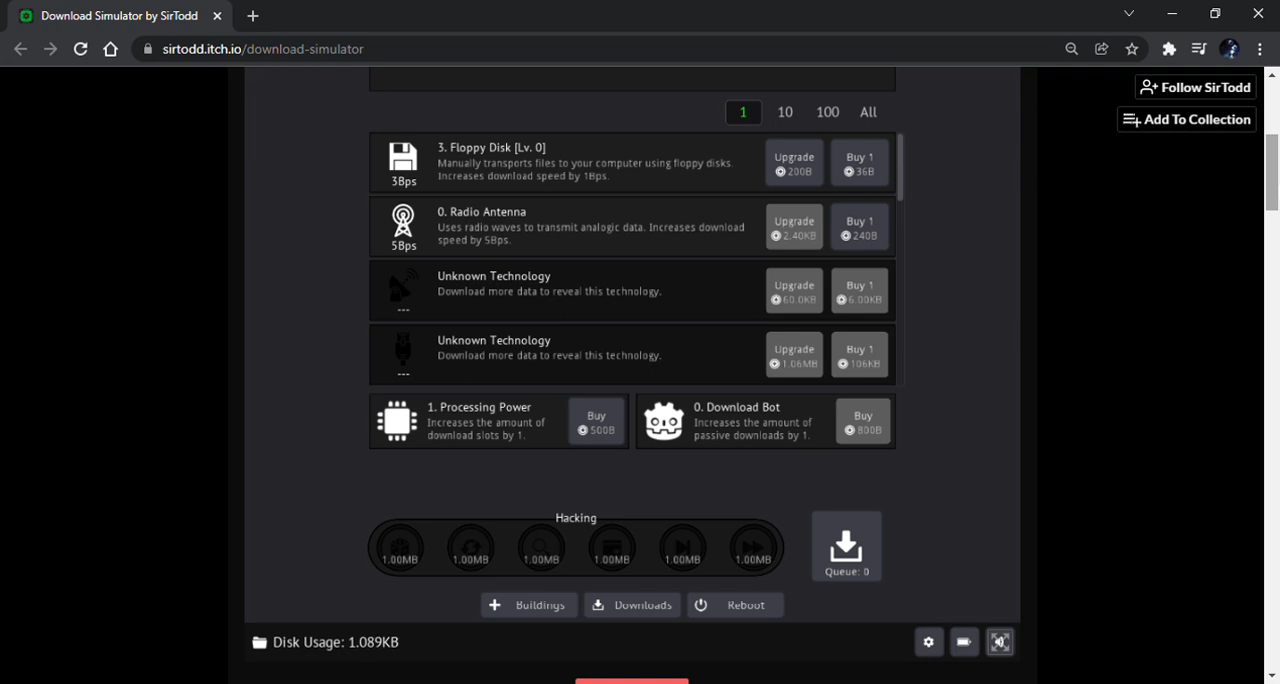 Download Simulator by SirTodd
sirtodd.itch.io/download-simulator
Follow SirTodd
Add To Collection
1 10 100 All
3. Floppy Disk [Lv. 0]
Manually transports files to your computer using floppy disks.
Increases download speed by 1Bps.
3Bps
Upgrade
200B
Buy 1
36B
0. Radio Antenna
Uses radio waves to transmit analogic data. Increases download
speed by 5Bps.
5Bps
Upgrade
2.40KB
Buy 1
240B
Unknown Technology
Download more data to reveal this technology.
---
Upgrade
60.0KB
Buy 1
6.00KB
Unknown Technology
Download more data to reveal this technology.
---
Upgrade
1.06MB
Buy 1
106KB
1. Processing Power
Increases the amount of
download slots by 1.
Buy
500B
0. Download Bot
Increases the amount of
passive downloads by 1.
Buy
800B
Hacking
1.00MB 1.00MB 1.00MB 1.00MB 1.00MB 1.00MB
Queue: 0
Buildings Downloads Reboot
Disk Usage: 1.089KB